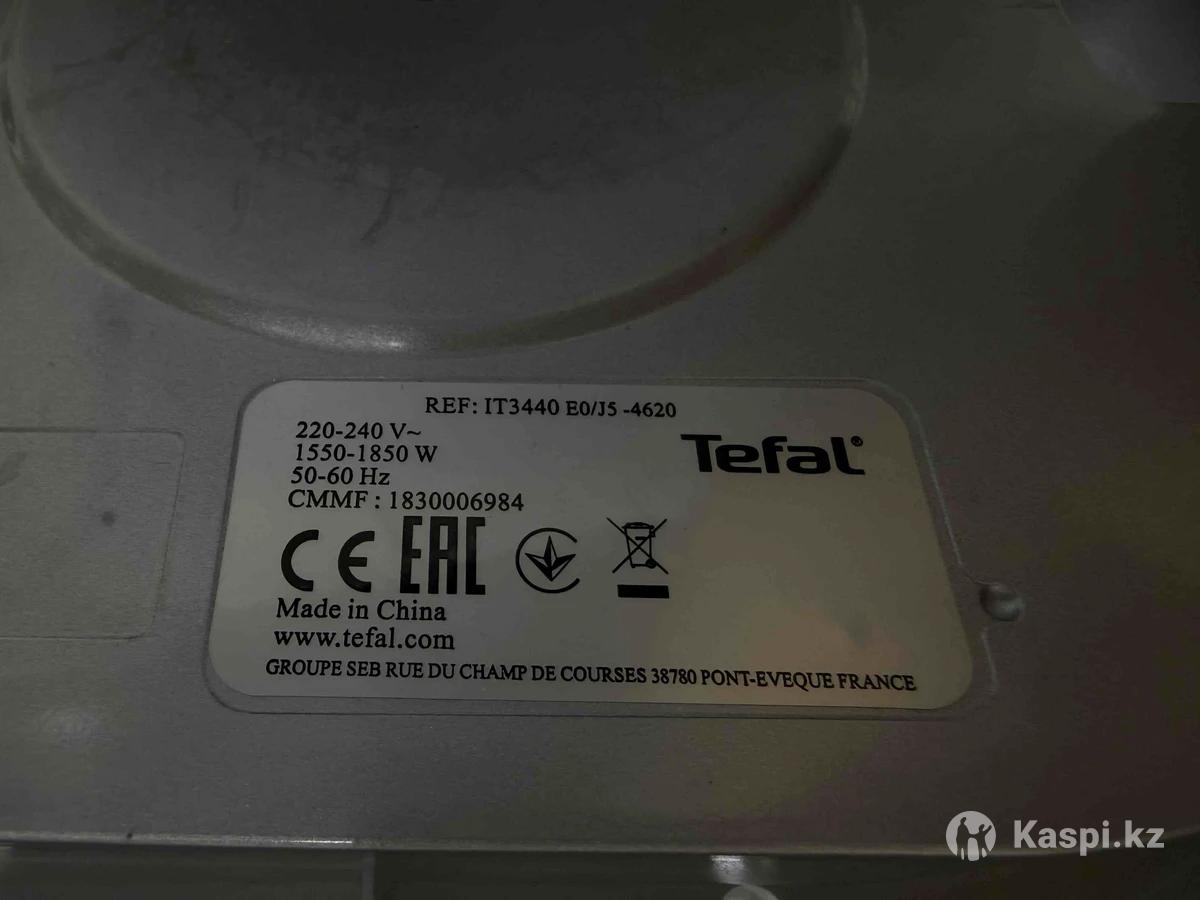 REF: IT3440 E0/J5 -4620
220-240 V~
1550-1850 W
50-60 Hz
CMMF : 1830006984
Tefal®
CE EAC
Made in China
www.tefal.com
GROUPE SEB RUE DU CHAMP DE COURSES 38780 PONT-EVEQUE FRANCE
Kaspi.kz